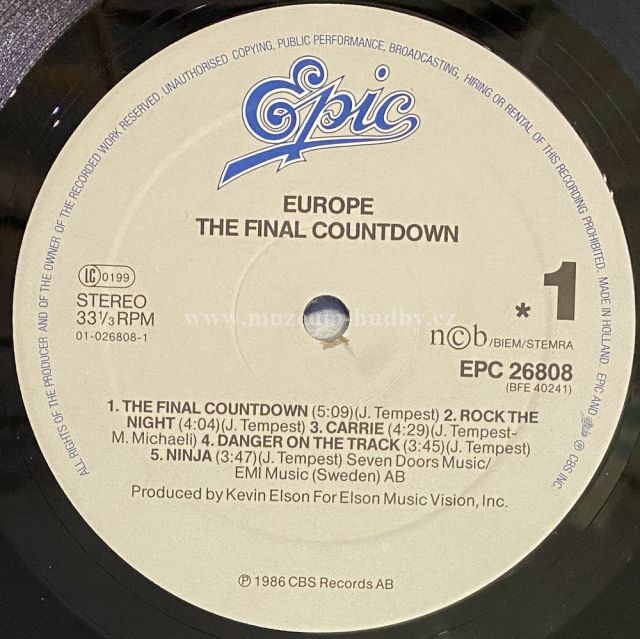 ALL RIGHTS OF THE PRODUCER AND OF THE OWNER OF THE RECORDED WORK RESERVED. UNAUTHORISED COPYING, PUBLIC PERFORMANCE, BROADCASTING, HIRING OR RENTAL OF THIS RECORDING PROHIBITED. MADE IN HOLLAND. EPIC AND Epic ® CBS INC.
Epic
EUROPE
THE FINAL COUNTDOWN
LC 0199
STEREO
33⅓ RPM
01-026808-1
www.muzeum-hudby.cz
* 1
n©b/BIEM/STEMRA
EPC 26808
(BFE 40241)
1. THE FINAL COUNTDOWN (5:09)(J. Tempest) 2. ROCK THE
NIGHT (4:04)(J. Tempest) 3. CARRIE (4:29)(J. Tempest-
M. Michaeli) 4. DANGER ON THE TRACK (3:45)(J. Tempest)
5. NINJA (3:47)(J. Tempest) Seven Doors Music/
EMI Music (Sweden) AB
Produced by Kevin Elson For Elson Music Vision, Inc.
℗ 1986 CBS Records AB